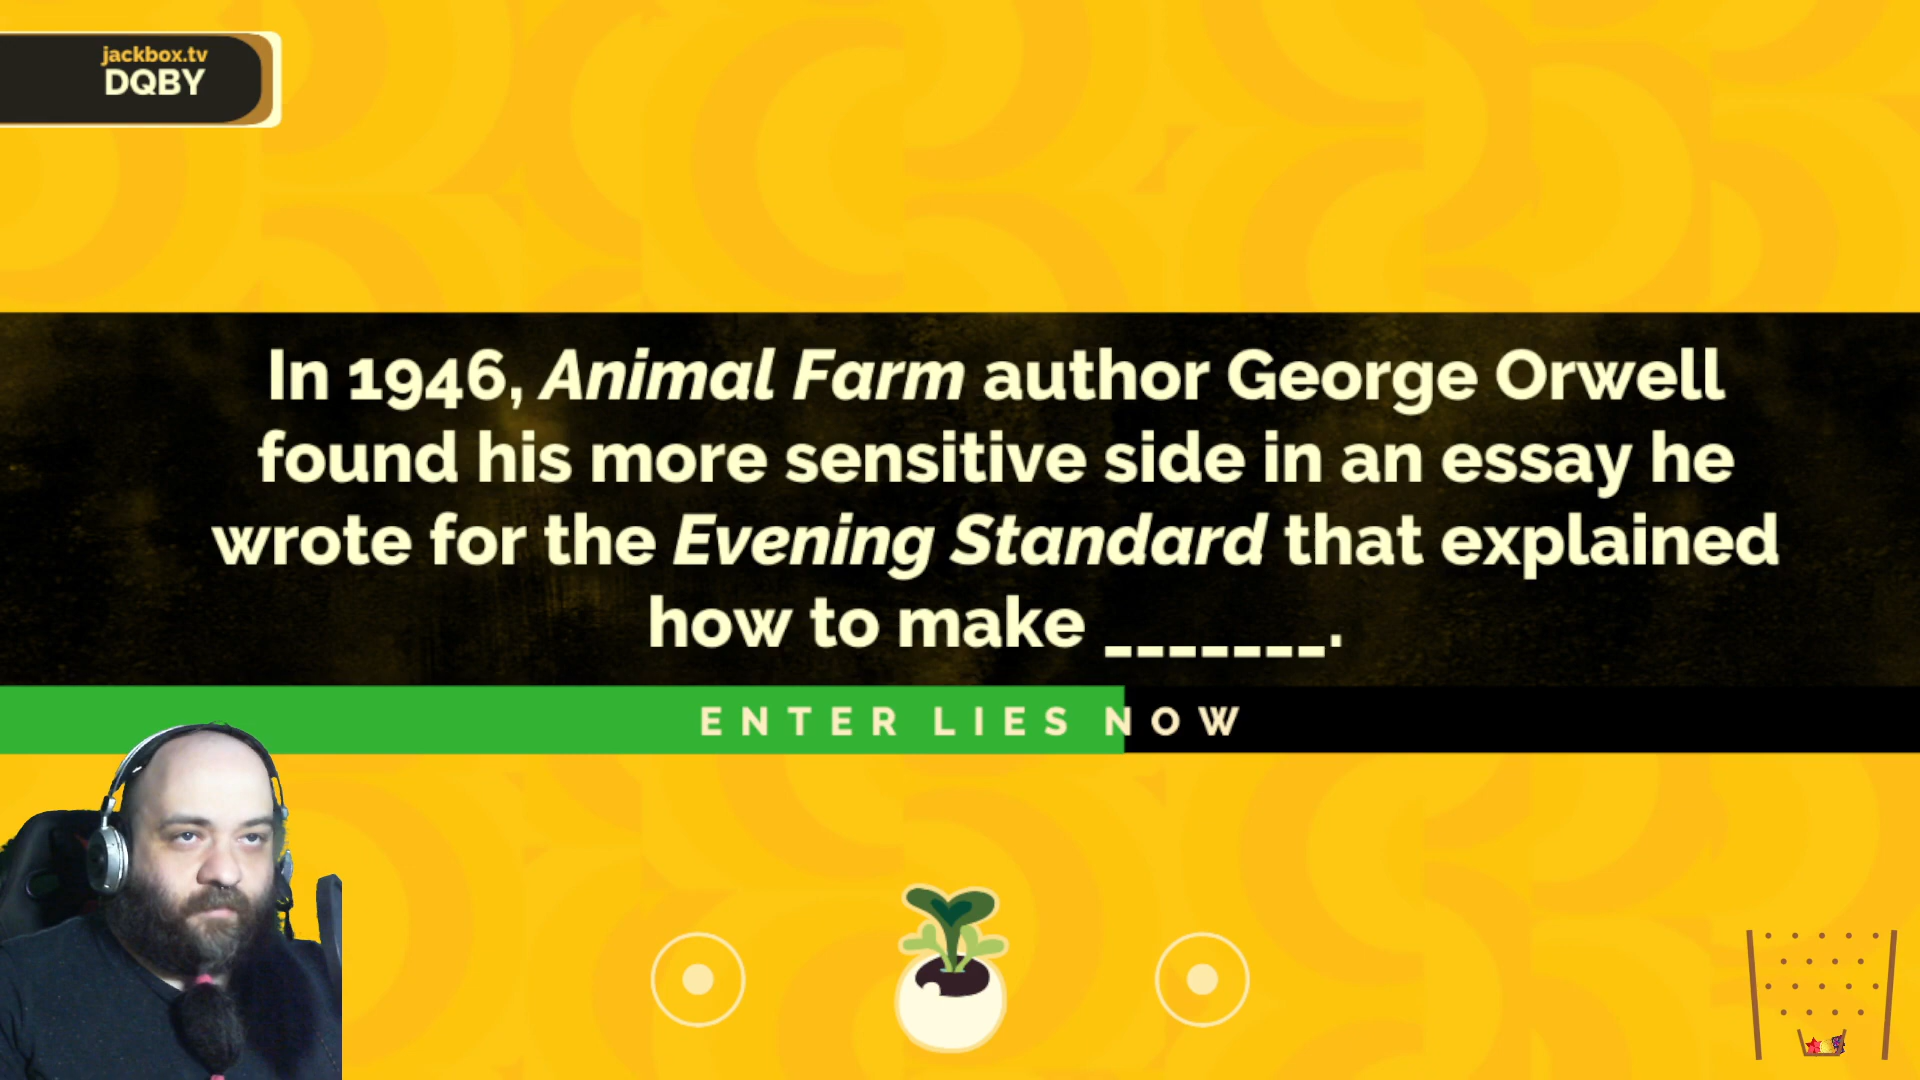 jackbox.tv
DQBY
In 1946, Animal Farm author George Orwell
found his more sensitive side in an essay he
wrote for the Evening Standard that explained
how to make _______.
ENTER LIES NOW